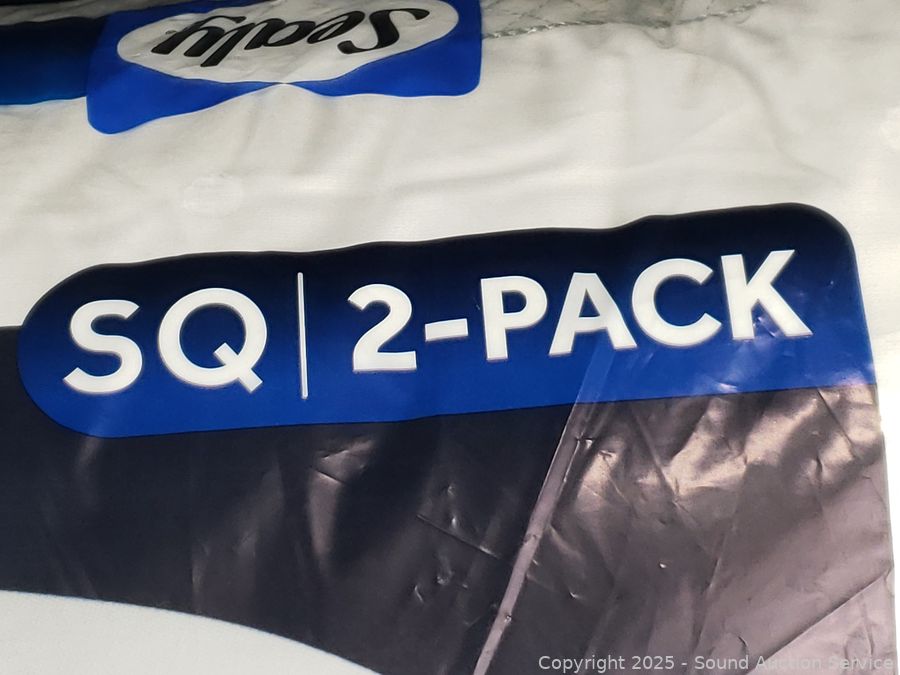 Sealy
SQ | 2-PACK
Copyright 2025 - Sound Auction Service